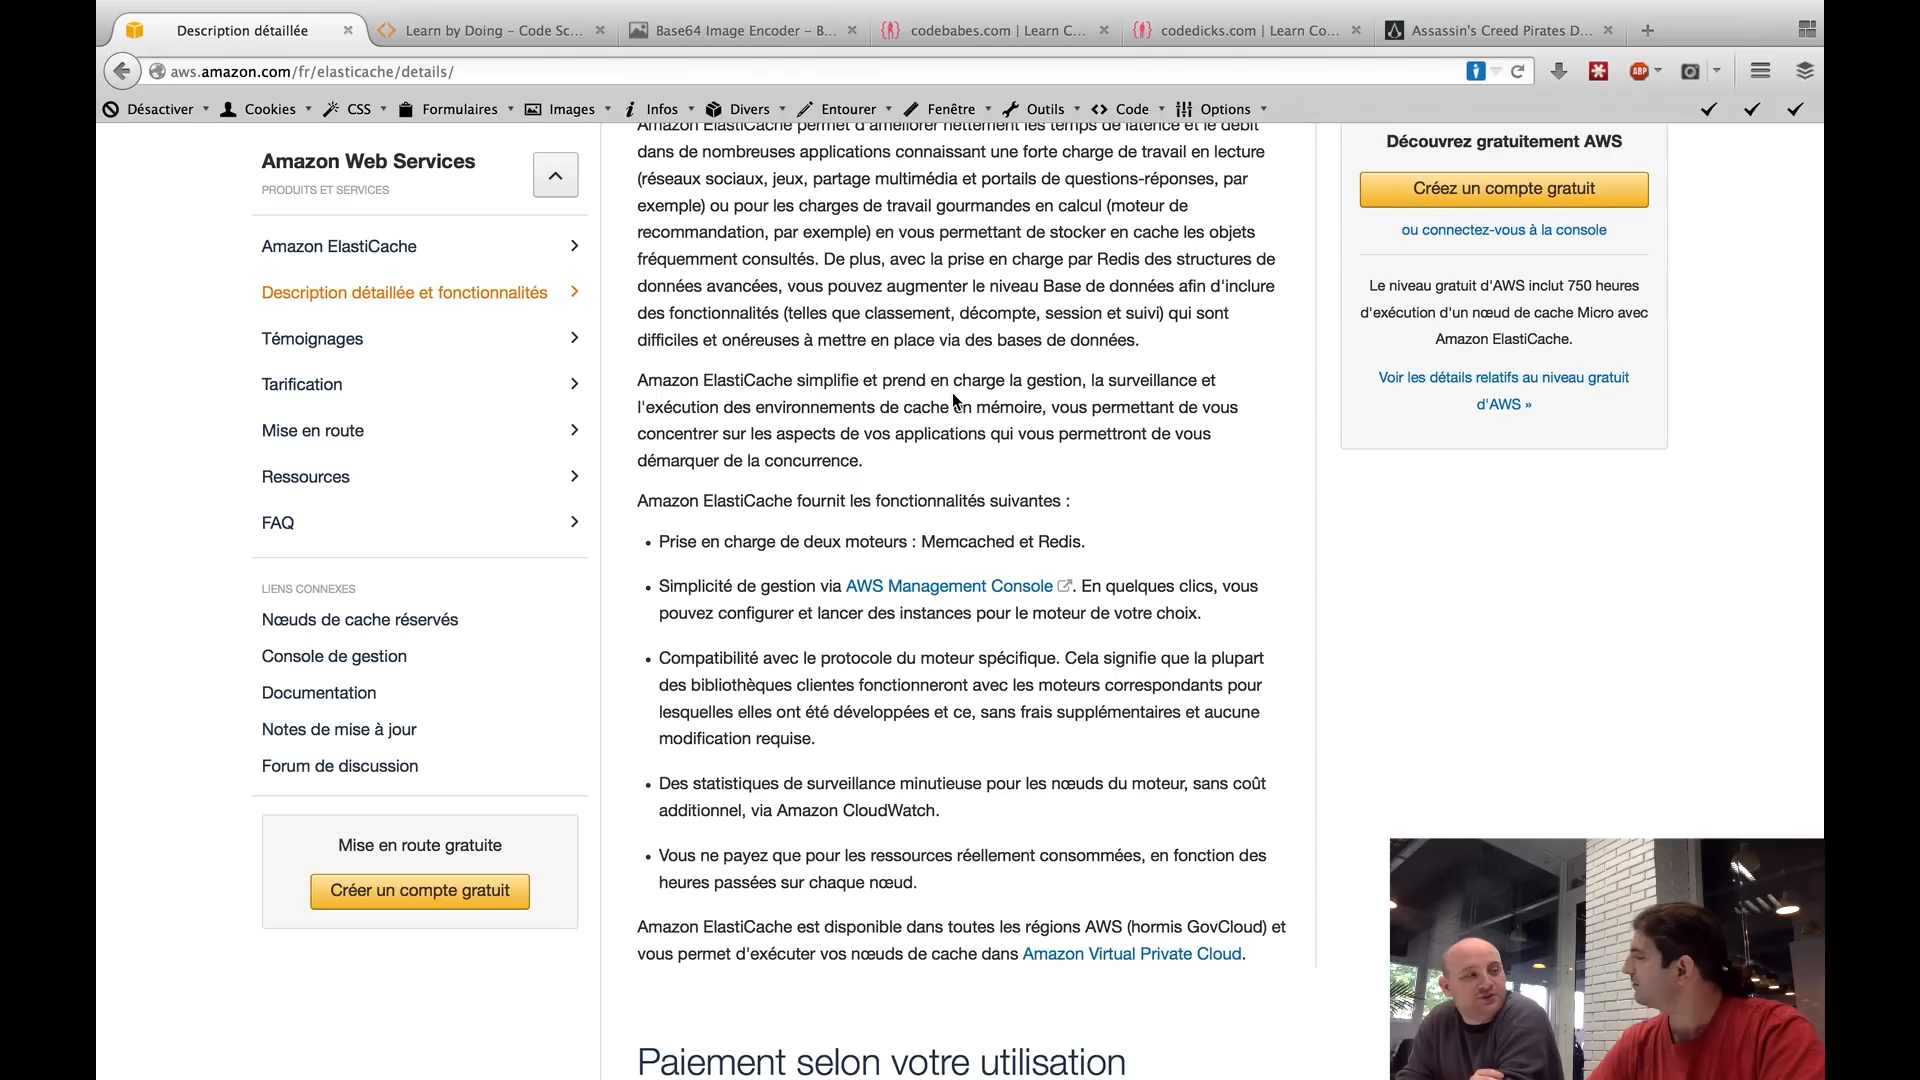 Description détaillée
Learn by Doing - Code Sc...
Base64 Image Encoder - B...
codebabes.com | Learn C...
codedicks.com | Learn Co...
Assassin's Creed Pirates D...
aws.amazon.com/fr/elasticache/details/
ABP
Désactiver
Cookies
CSS
Formulaires
Images
Infos
Divers
Entourer
Fenêtre
Outils
Code
Options
Amazon Web Services
PRODUITS ET SERVICES
Amazon ElastiCache
Description détaillée et fonctionnalités
Témoignages
Tarification
Mise en route
Ressources
FAQ
LIENS CONNEXES
Nœuds de cache réservés
Console de gestion
Documentation
Notes de mise à jour
Forum de discussion
Mise en route gratuite
Créer un compte gratuit
Amazon ElastiCache permet d'améliorer nettement les temps de latence et le débit
dans de nombreuses applications connaissant une forte charge de travail en lecture
(réseaux sociaux, jeux, partage multimédia et portails de questions-réponses, par
exemple) ou pour les charges de travail gourmandes en calcul (moteur de
recommandation, par exemple) en vous permettant de stocker en cache les objets
fréquemment consultés. De plus, avec la prise en charge par Redis des structures de
données avancées, vous pouvez augmenter le niveau Base de données afin d'inclure
des fonctionnalités (telles que classement, décompte, session et suivi) qui sont
difficiles et onéreuses à mettre en place via des bases de données.
Amazon ElastiCache simplifie et prend en charge la gestion, la surveillance et
l'exécution des environnements de cache en mémoire, vous permettant de vous
concentrer sur les aspects de vos applications qui vous permettront de vous
démarquer de la concurrence.
Amazon ElastiCache fournit les fonctionnalités suivantes :
• Prise en charge de deux moteurs : Memcached et Redis.
• Simplicité de gestion via AWS Management Console. En quelques clics, vous
pouvez configurer et lancer des instances pour le moteur de votre choix.
• Compatibilité avec le protocole du moteur spécifique. Cela signifie que la plupart
des bibliothèques clientes fonctionneront avec les moteurs correspondants pour
lesquelles elles ont été développées et ce, sans frais supplémentaires et aucune
modification requise.
• Des statistiques de surveillance minutieuse pour les nœuds du moteur, sans coût
additionnel, via Amazon CloudWatch.
• Vous ne payez que pour les ressources réellement consommées, en fonction des
heures passées sur chaque nœud.
Amazon ElastiCache est disponible dans toutes les régions AWS (hormis GovCloud) et
vous permet d'exécuter vos nœuds de cache dans Amazon Virtual Private Cloud.
Paiement selon votre utilisation
Découvrez gratuitement AWS
Créez un compte gratuit
ou connectez-vous à la console
Le niveau gratuit d'AWS inclut 750 heures
d'exécution d'un nœud de cache Micro avec
Amazon ElastiCache.
Voir les détails relatifs au niveau gratuit
d'AWS »